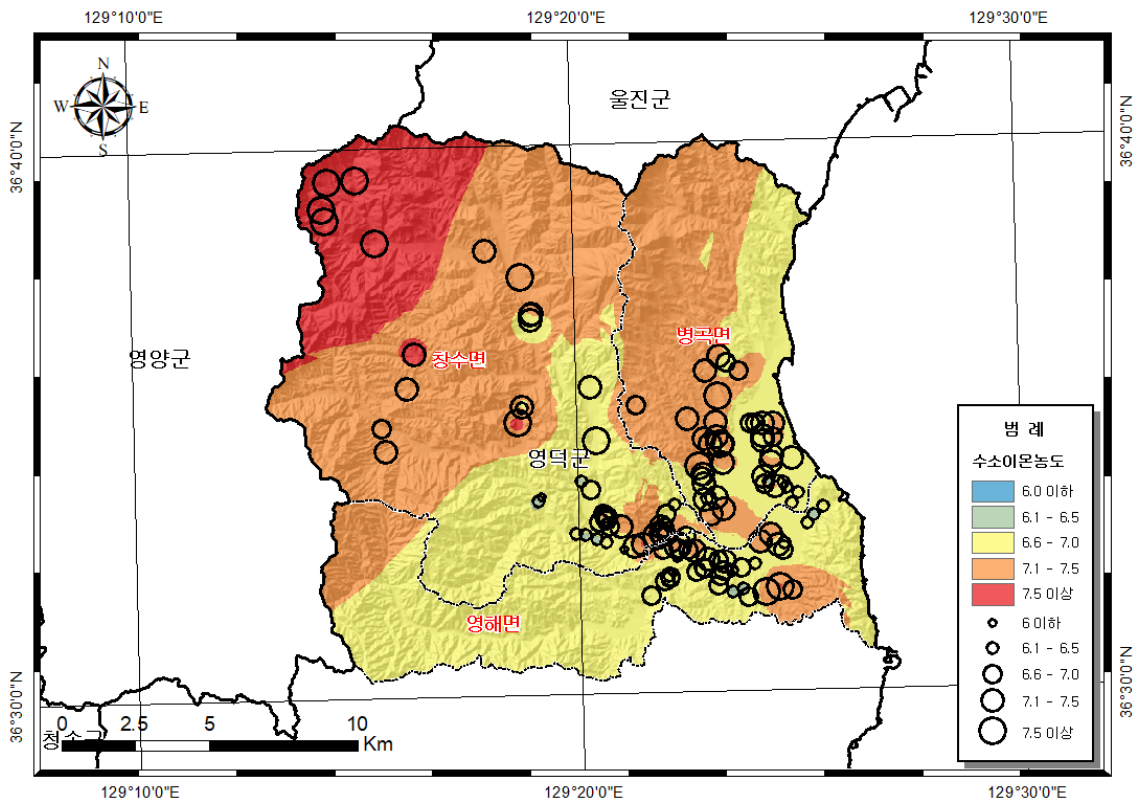 129°10'0"E
129°20'0"E
129°30'0"E
N
W
E
S
울진군
36°40'0"N
36°40'0"N
병곡면
영양군
창수면
영덕군
영해면
범 례
수소이온농도
6.0 이하
6.1 - 6.5
6.6 - 7.0
7.1 - 7.5
7.5 이상
6 이하
6.1 - 6.5
6.6 - 7.0
7.1 - 7.5
7.5 이상
36°30'0"N
36°30'0"N
0 2.5 5 10
Km
청송군
129°10'0"E
129°20'0"E
129°30'0"E